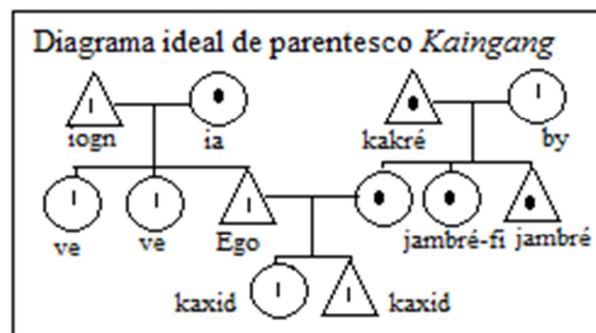 Diagrama ideal de parentesco Kaingang
iogn ia kakré by
ve ve Ego jambré-fi jambré
kaxid kaxid